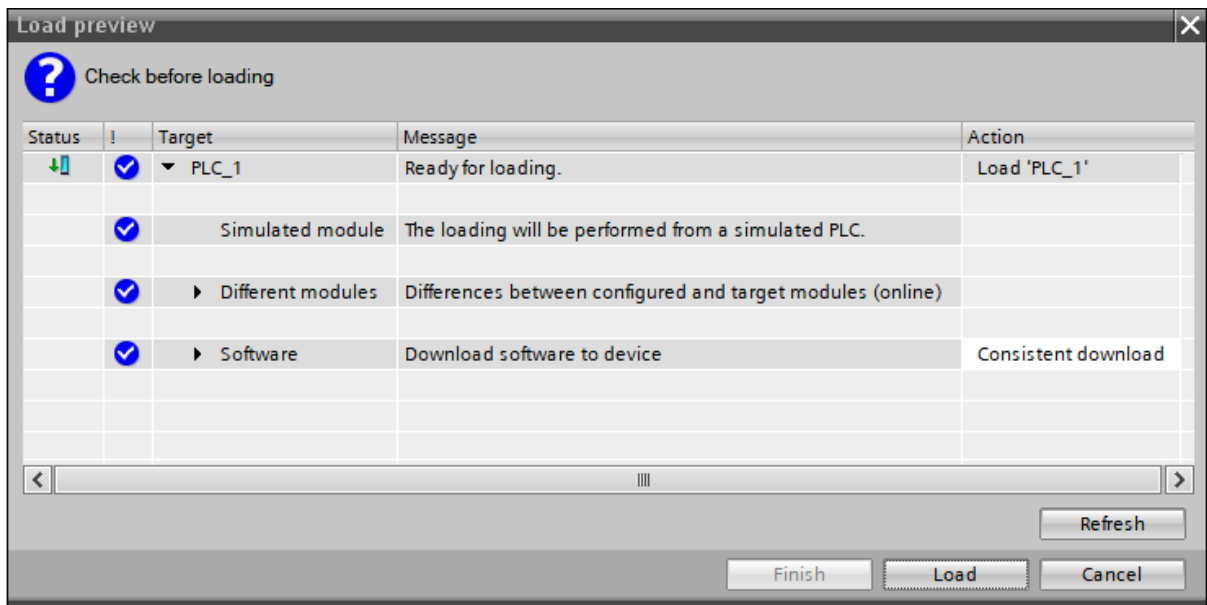 Load preview
Check before loading
Status ! Target Message Action
PLC_1 Ready for loading. Load 'PLC_1'
Simulated module The loading will be performed from a simulated PLC.
Different modules Differences between configured and target modules (online)
Software Download software to device Consistent download
Refresh
Finish Load Cancel